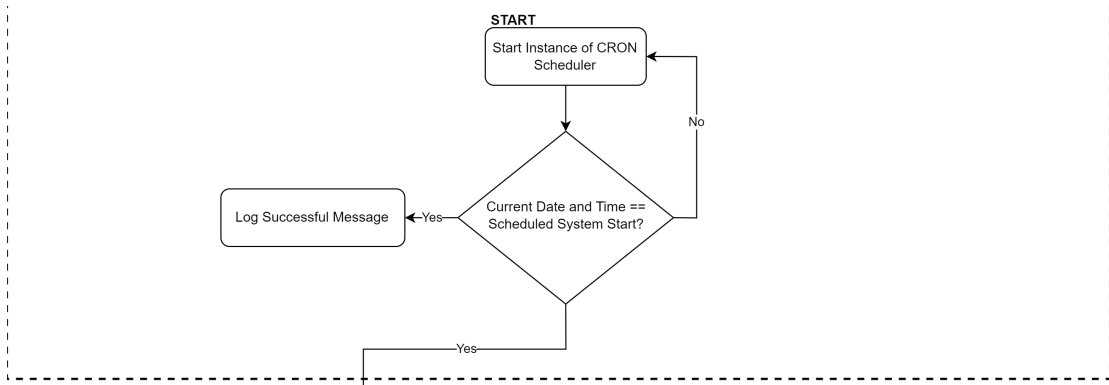 START
Start Instance of CRON
Scheduler
No
Current Date and Time ==
Scheduled System Start?
Yes
Log Successful Message
Yes